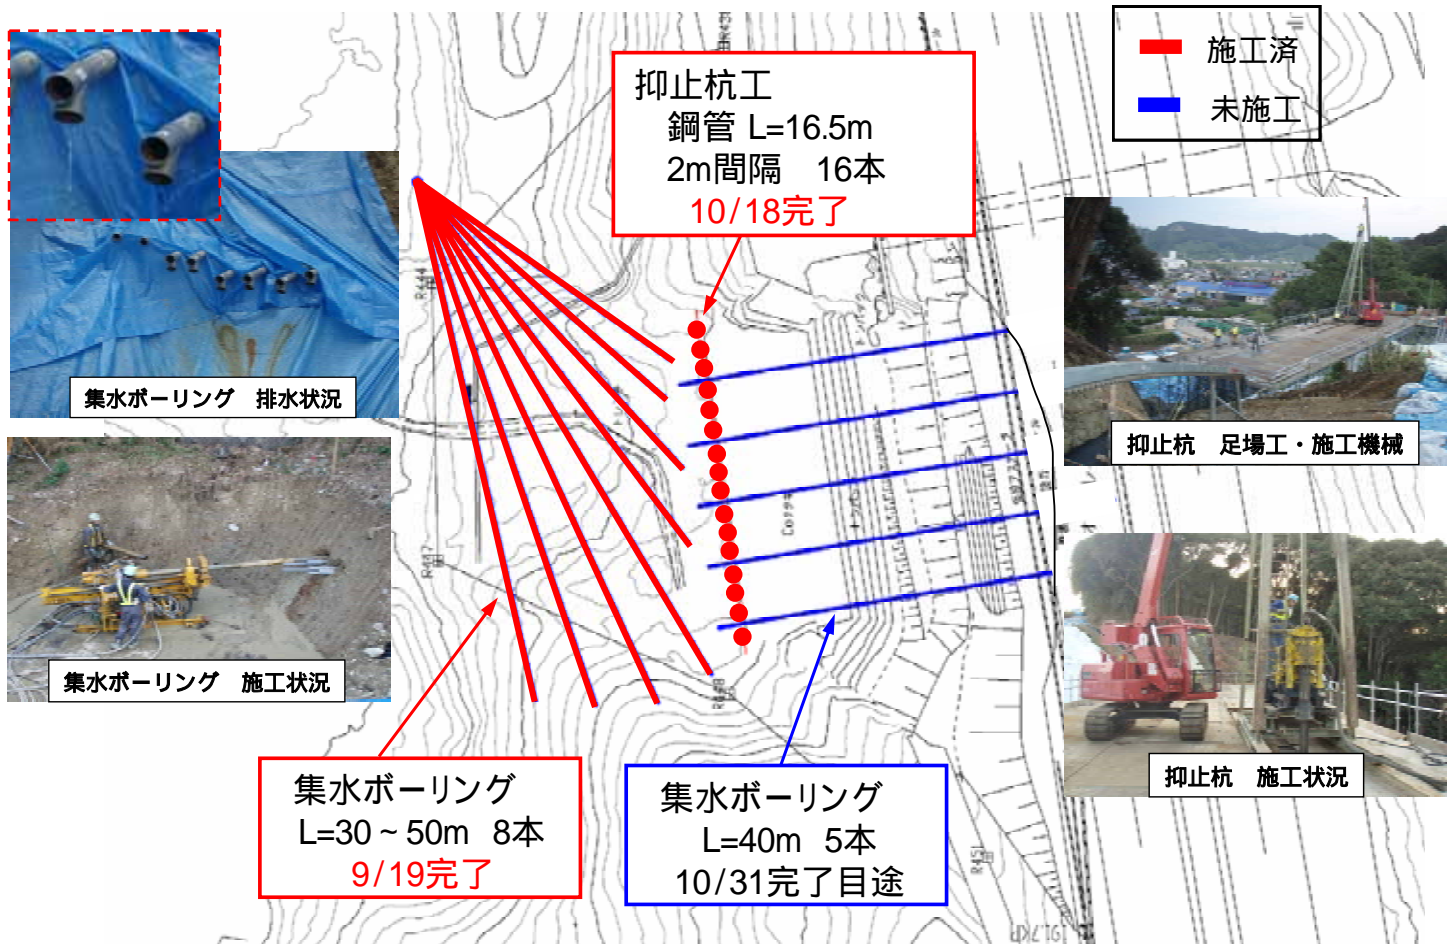 施工済
未施工
抑止杭工
鋼管 L=16.5m
2m間隔 16本
10/18完了
集水ボーリング 排水状況
抑止杭 足場工・施工機械
集水ボーリング 施工状況
抑止杭 施工状況
集水ボーリング
L=30~50m 8本
9/19完了
集水ボーリング
L=40m 5本
10/31完了目途
R447
R448
R451
191.7KP